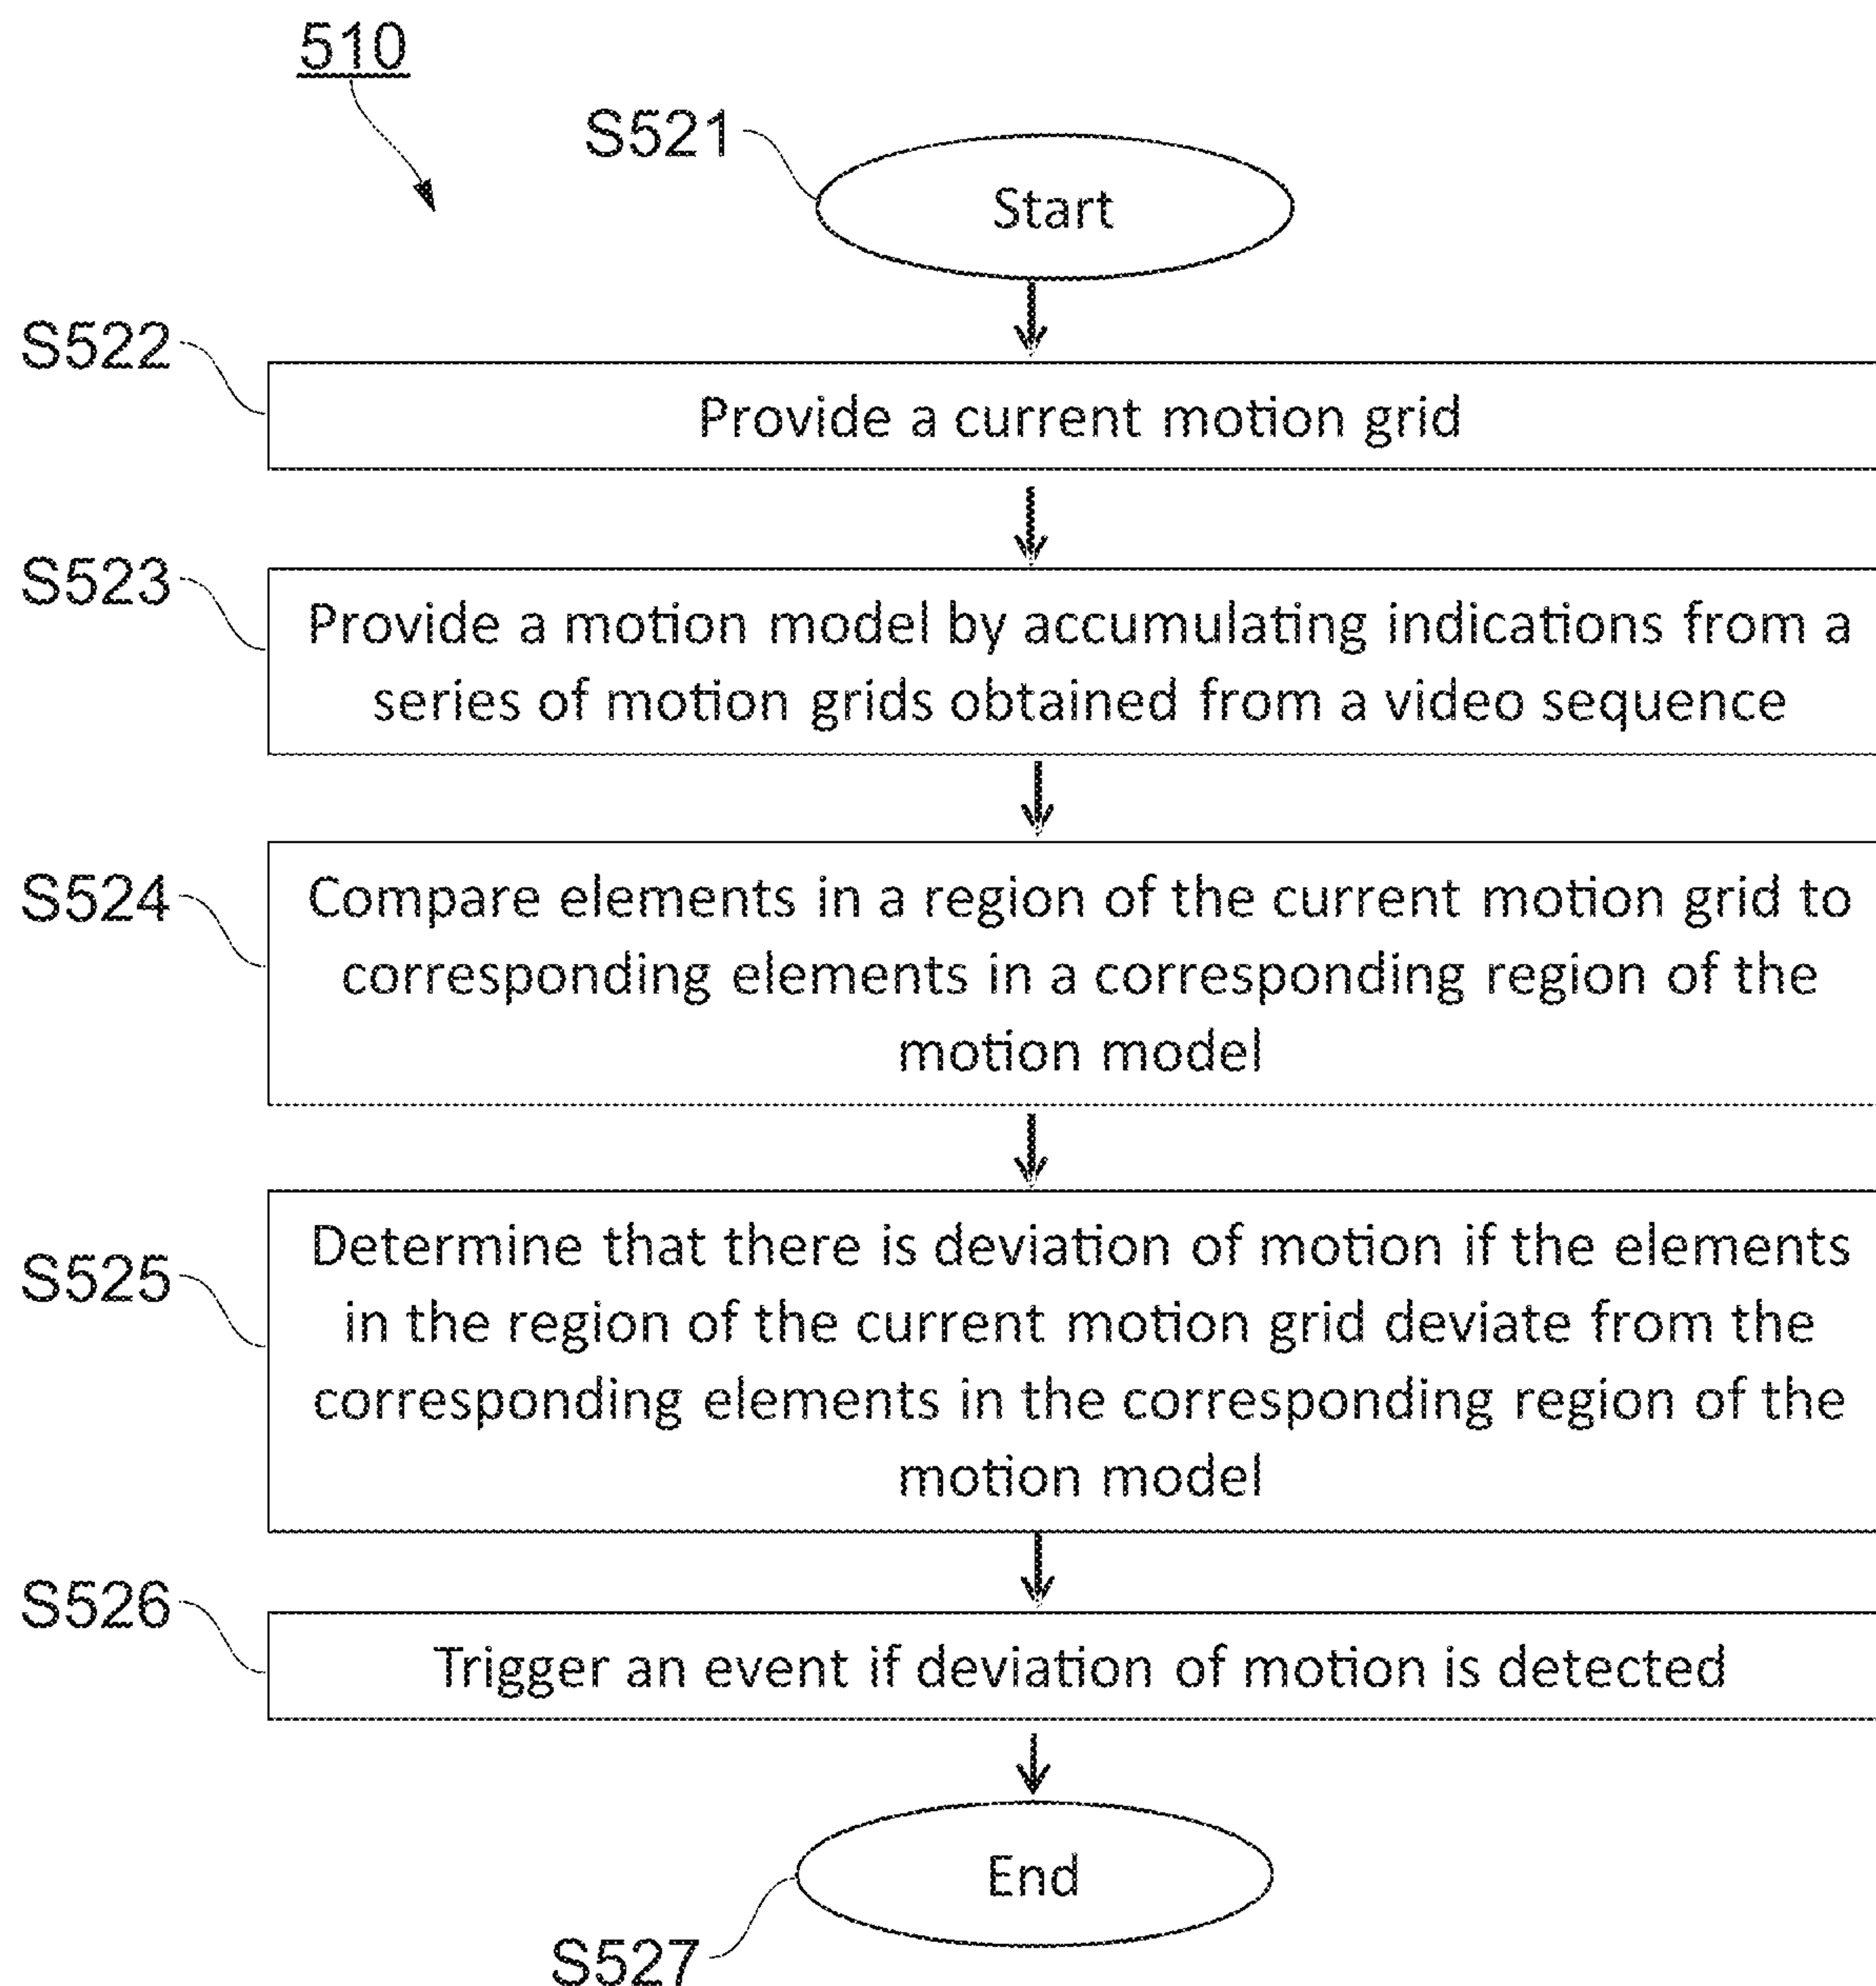 510
S521
Start
S522
Provide a current motion grid
S523
Provide a motion model by accumulating indications from a
series of motion grids obtained from a video sequence
S524
Compare elements in a region of the current motion grid to
corresponding elements in a corresponding region of the
motion model
S525
Determine that there is deviation of motion if the elements
in the region of the current motion grid deviate from the
corresponding elements in the corresponding region of the
motion model
S526
Trigger an event if deviation of motion is detected
End
S527